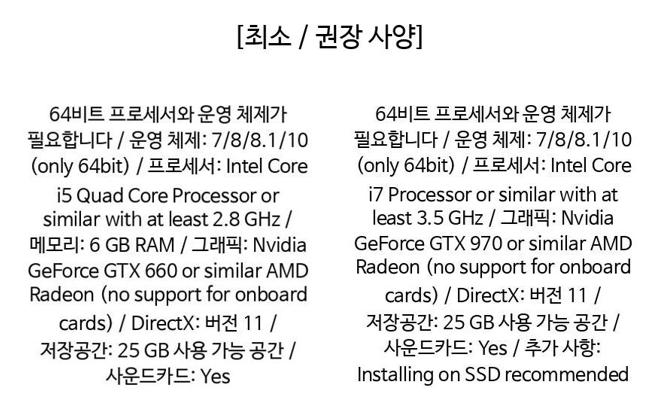 [최소 / 권장 사양]
64비트 프로세서와 운영 체제가
필요합니다 / 운영 체제: 7/8/8.1/10
(only 64bit) / 프로세서: Intel Core
i5 Quad Core Processor or
similar with at least 2.8 GHz /
메모리: 6 GB RAM / 그래픽: Nvidia
GeForce GTX 660 or similar AMD
Radeon (no support for onboard
cards) / DirectX: 버전 11 /
저장공간: 25 GB 사용 가능 공간 /
사운드카드: Yes
64비트 프로세서와 운영 체제가
필요합니다 / 운영 체제: 7/8/8.1/10
(only 64bit) / 프로세서: Intel Core
i7 Processor or similar with at
least 3.5 GHz / 그래픽: Nvidia
GeForce GTX 970 or similar AMD
Radeon (no support for onboard
cards) / DirectX: 버전 11 /
저장공간: 25 GB 사용 가능 공간 /
사운드카드: Yes / 추가 사항:
Installing on SSD recommended